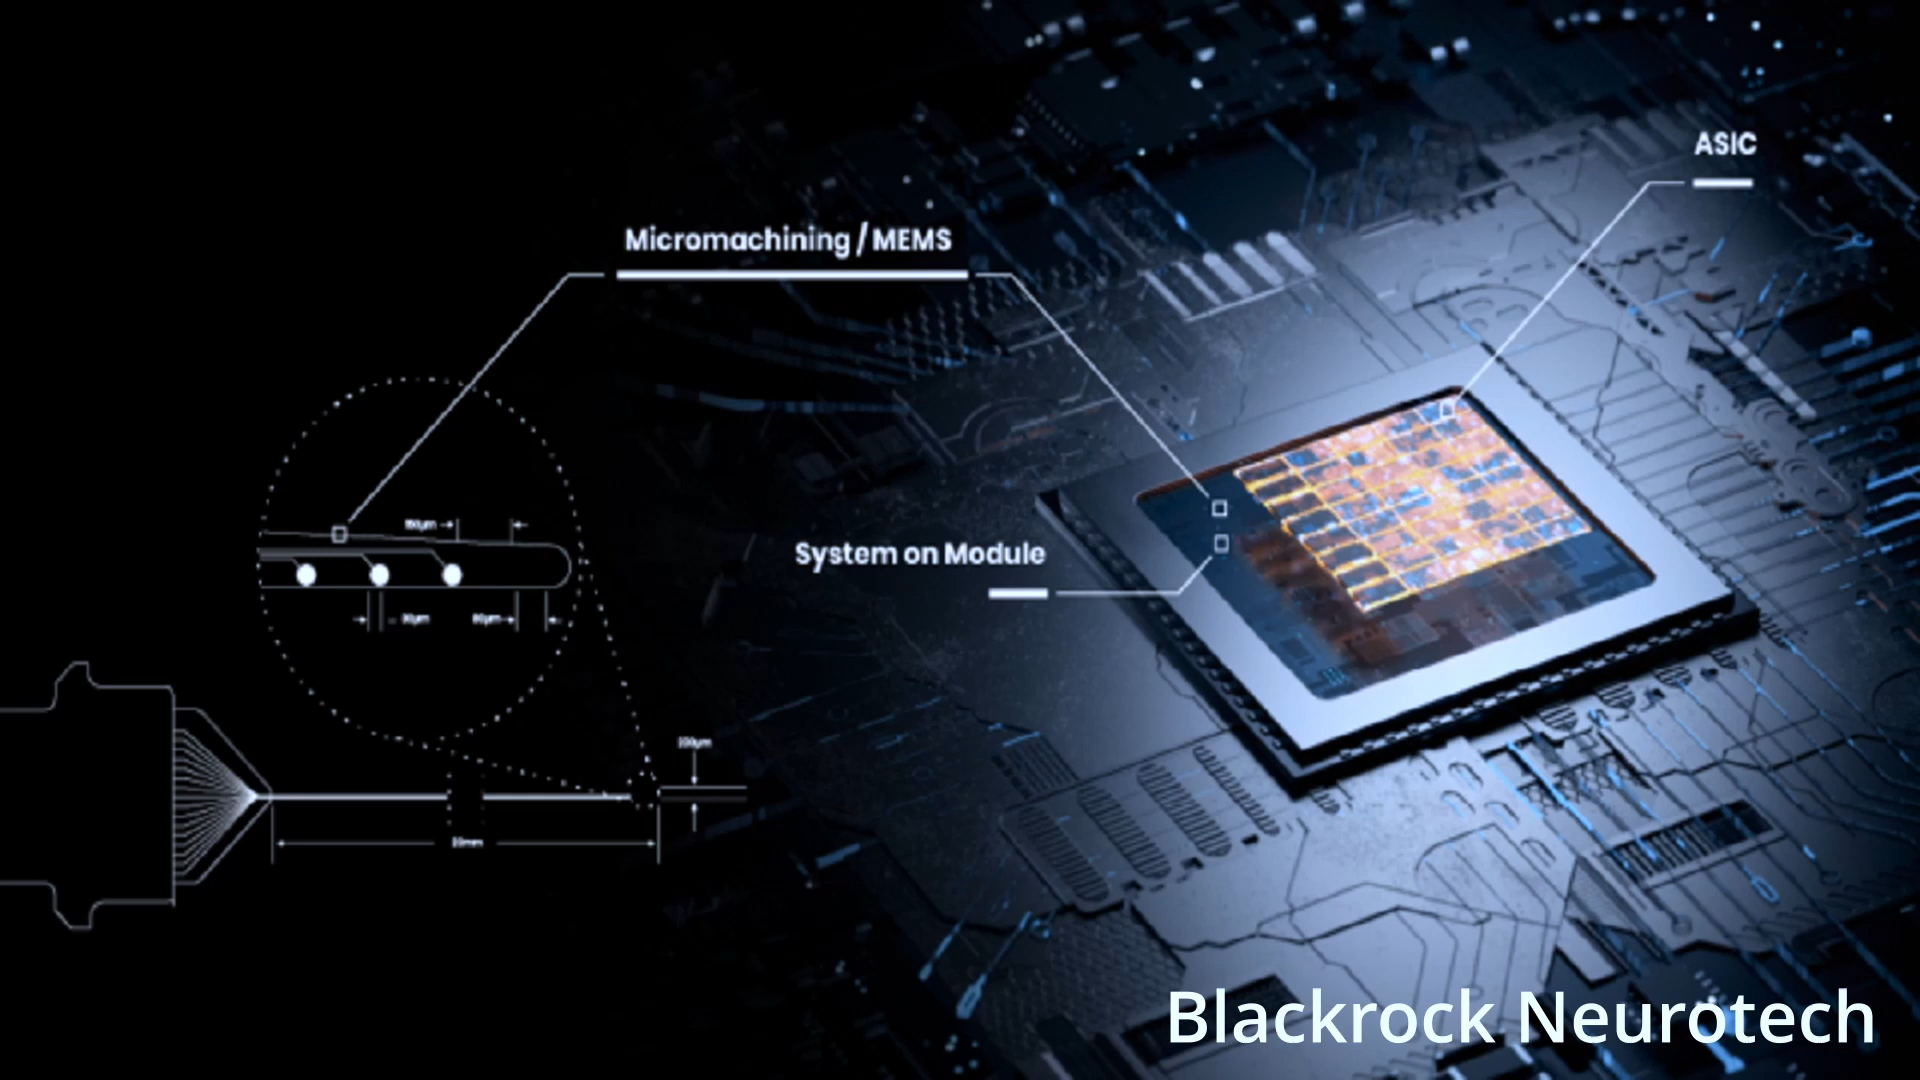 ASIC
Micromachining / MEMS
System on Module
Blackrock Neurotech